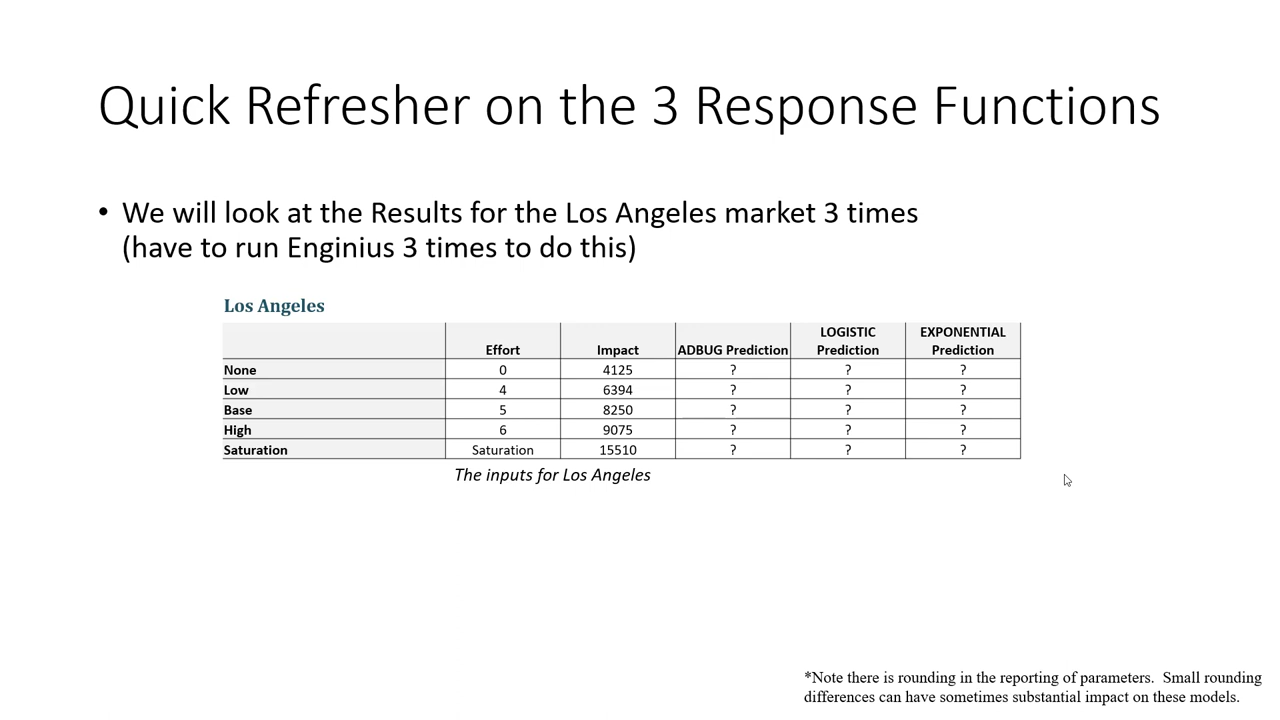 Quick Refresher on the 3 Response Functions
• We will look at the Results for the Los Angeles market 3 times
(have to run Enginius 3 times to do this)
Los Angeles
Effort Impact ADBUG Prediction LOGISTIC Prediction EXPONENTIAL Prediction
None 0 4125 ? ? ?
Low 4 6394 ? ? ?
Base 5 8250 ? ? ?
High 6 9075 ? ? ?
Saturation Saturation 15510 ? ? ?
The inputs for Los Angeles
*Note there is rounding in the reporting of parameters.  Small rounding
differences can have sometimes substantial impact on these models.